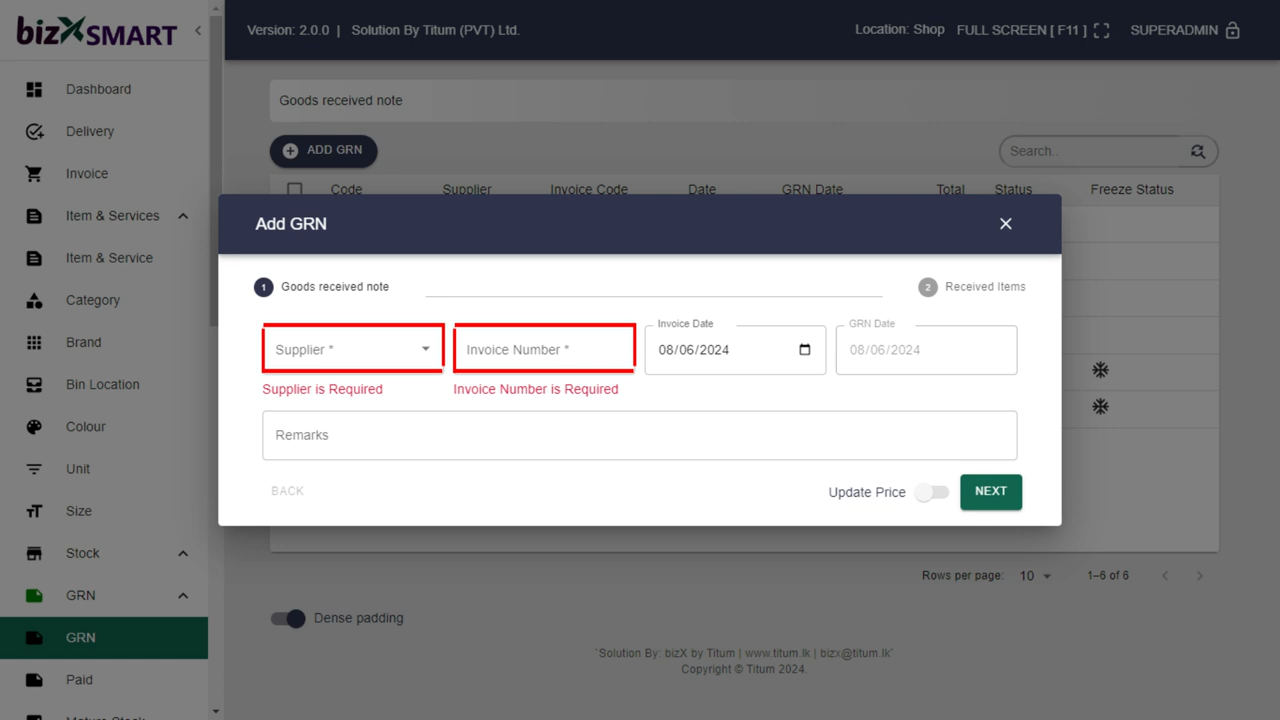 bizXSMART
Version: 2.0.0 | Solution By Titum (PVT) Ltd.
Location: Shop FULL SCREEN [ F11 ] SUPERADMIN
Dashboard
Delivery
Invoice
Item & Services
Item & Service
Category
Brand
Bin Location
Colour
Unit
Size
Stock
GRN
GRN
Paid
Mature Stock
Goods received note
ADD GRN
Search..
Code Supplier Invoice Code Date GRN Date Total Status Freeze Status
Add GRN
1 Goods received note
2 Received Items
Supplier *
Supplier is Required
Invoice Number *
Invoice Number is Required
Invoice Date
08/06/2024
GRN Date
08/06/2024
Remarks
BACK
Update Price
NEXT
Rows per page: 10 1–6 of 6
Dense padding
`Solution By: bizX by Titum | www.titum.lk | bizx@titum.lk`
Copyright © Titum 2024.